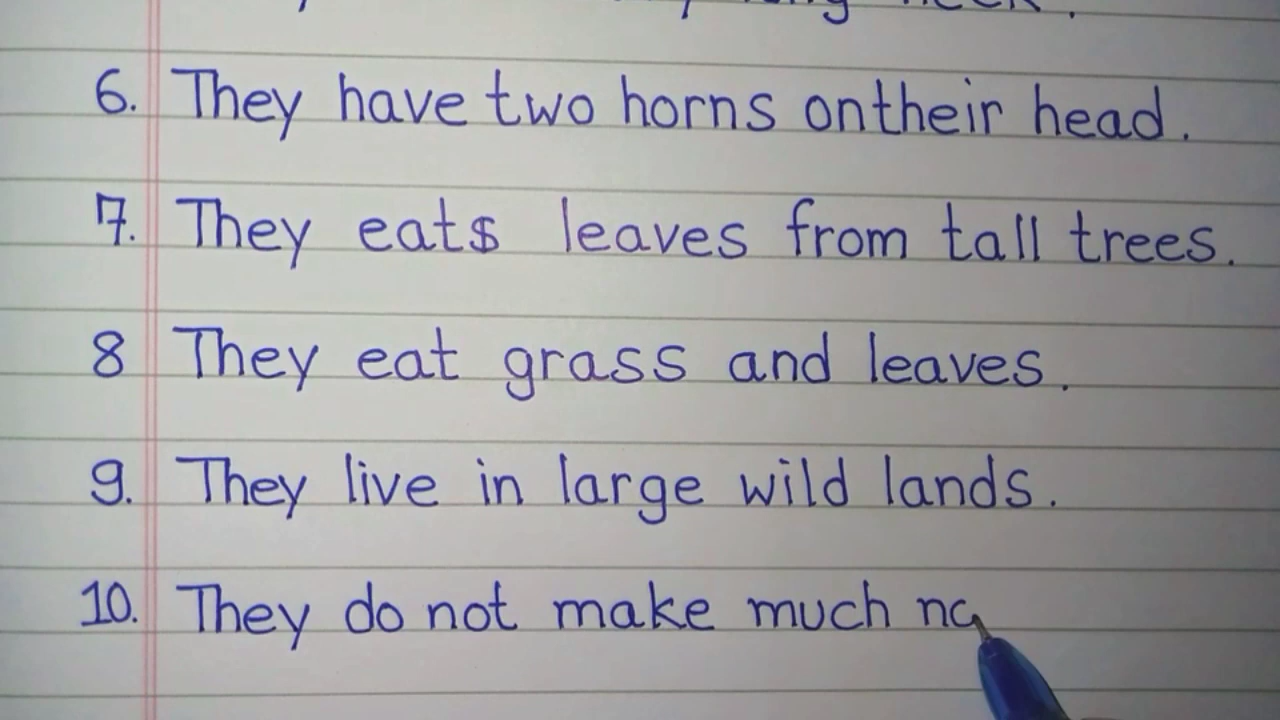 neck.
6. They have two horns ontheir head.
7. They eats leaves from tall trees.
8 They eat grass and leaves.
9. They live in large wild lands.
10. They do not make much